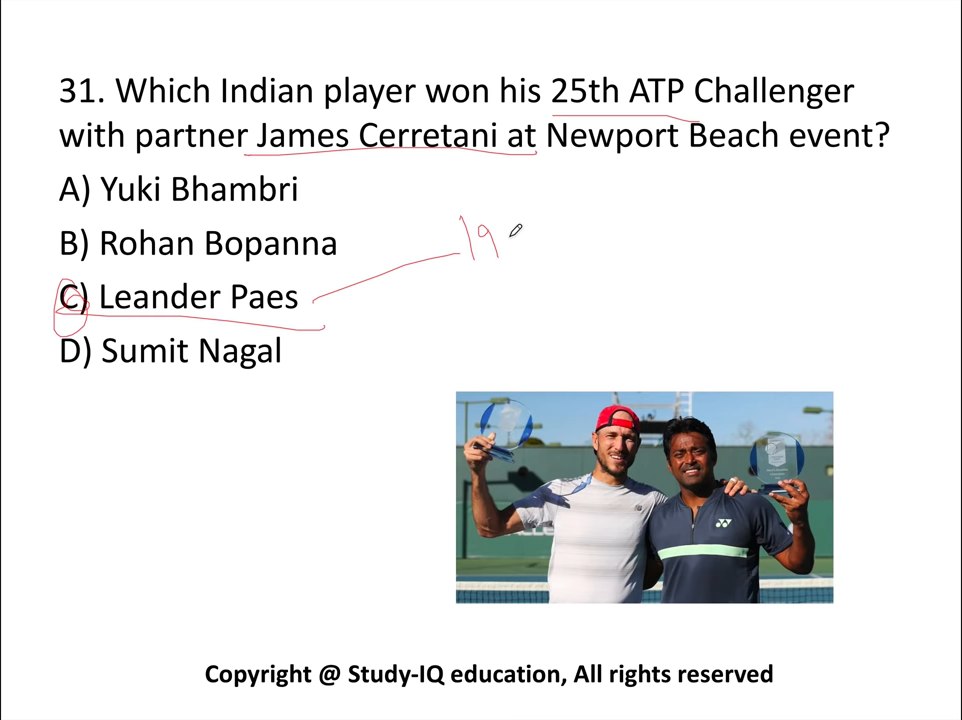 31. Which Indian player won his 25th ATP Challenger
with partner James Cerretani at Newport Beach event?
A) Yuki Bhambri
B) Rohan Bopanna
19
C) Leander Paes
D) Sumit Nagal
Copyright @ Study-IQ education, All rights reserved